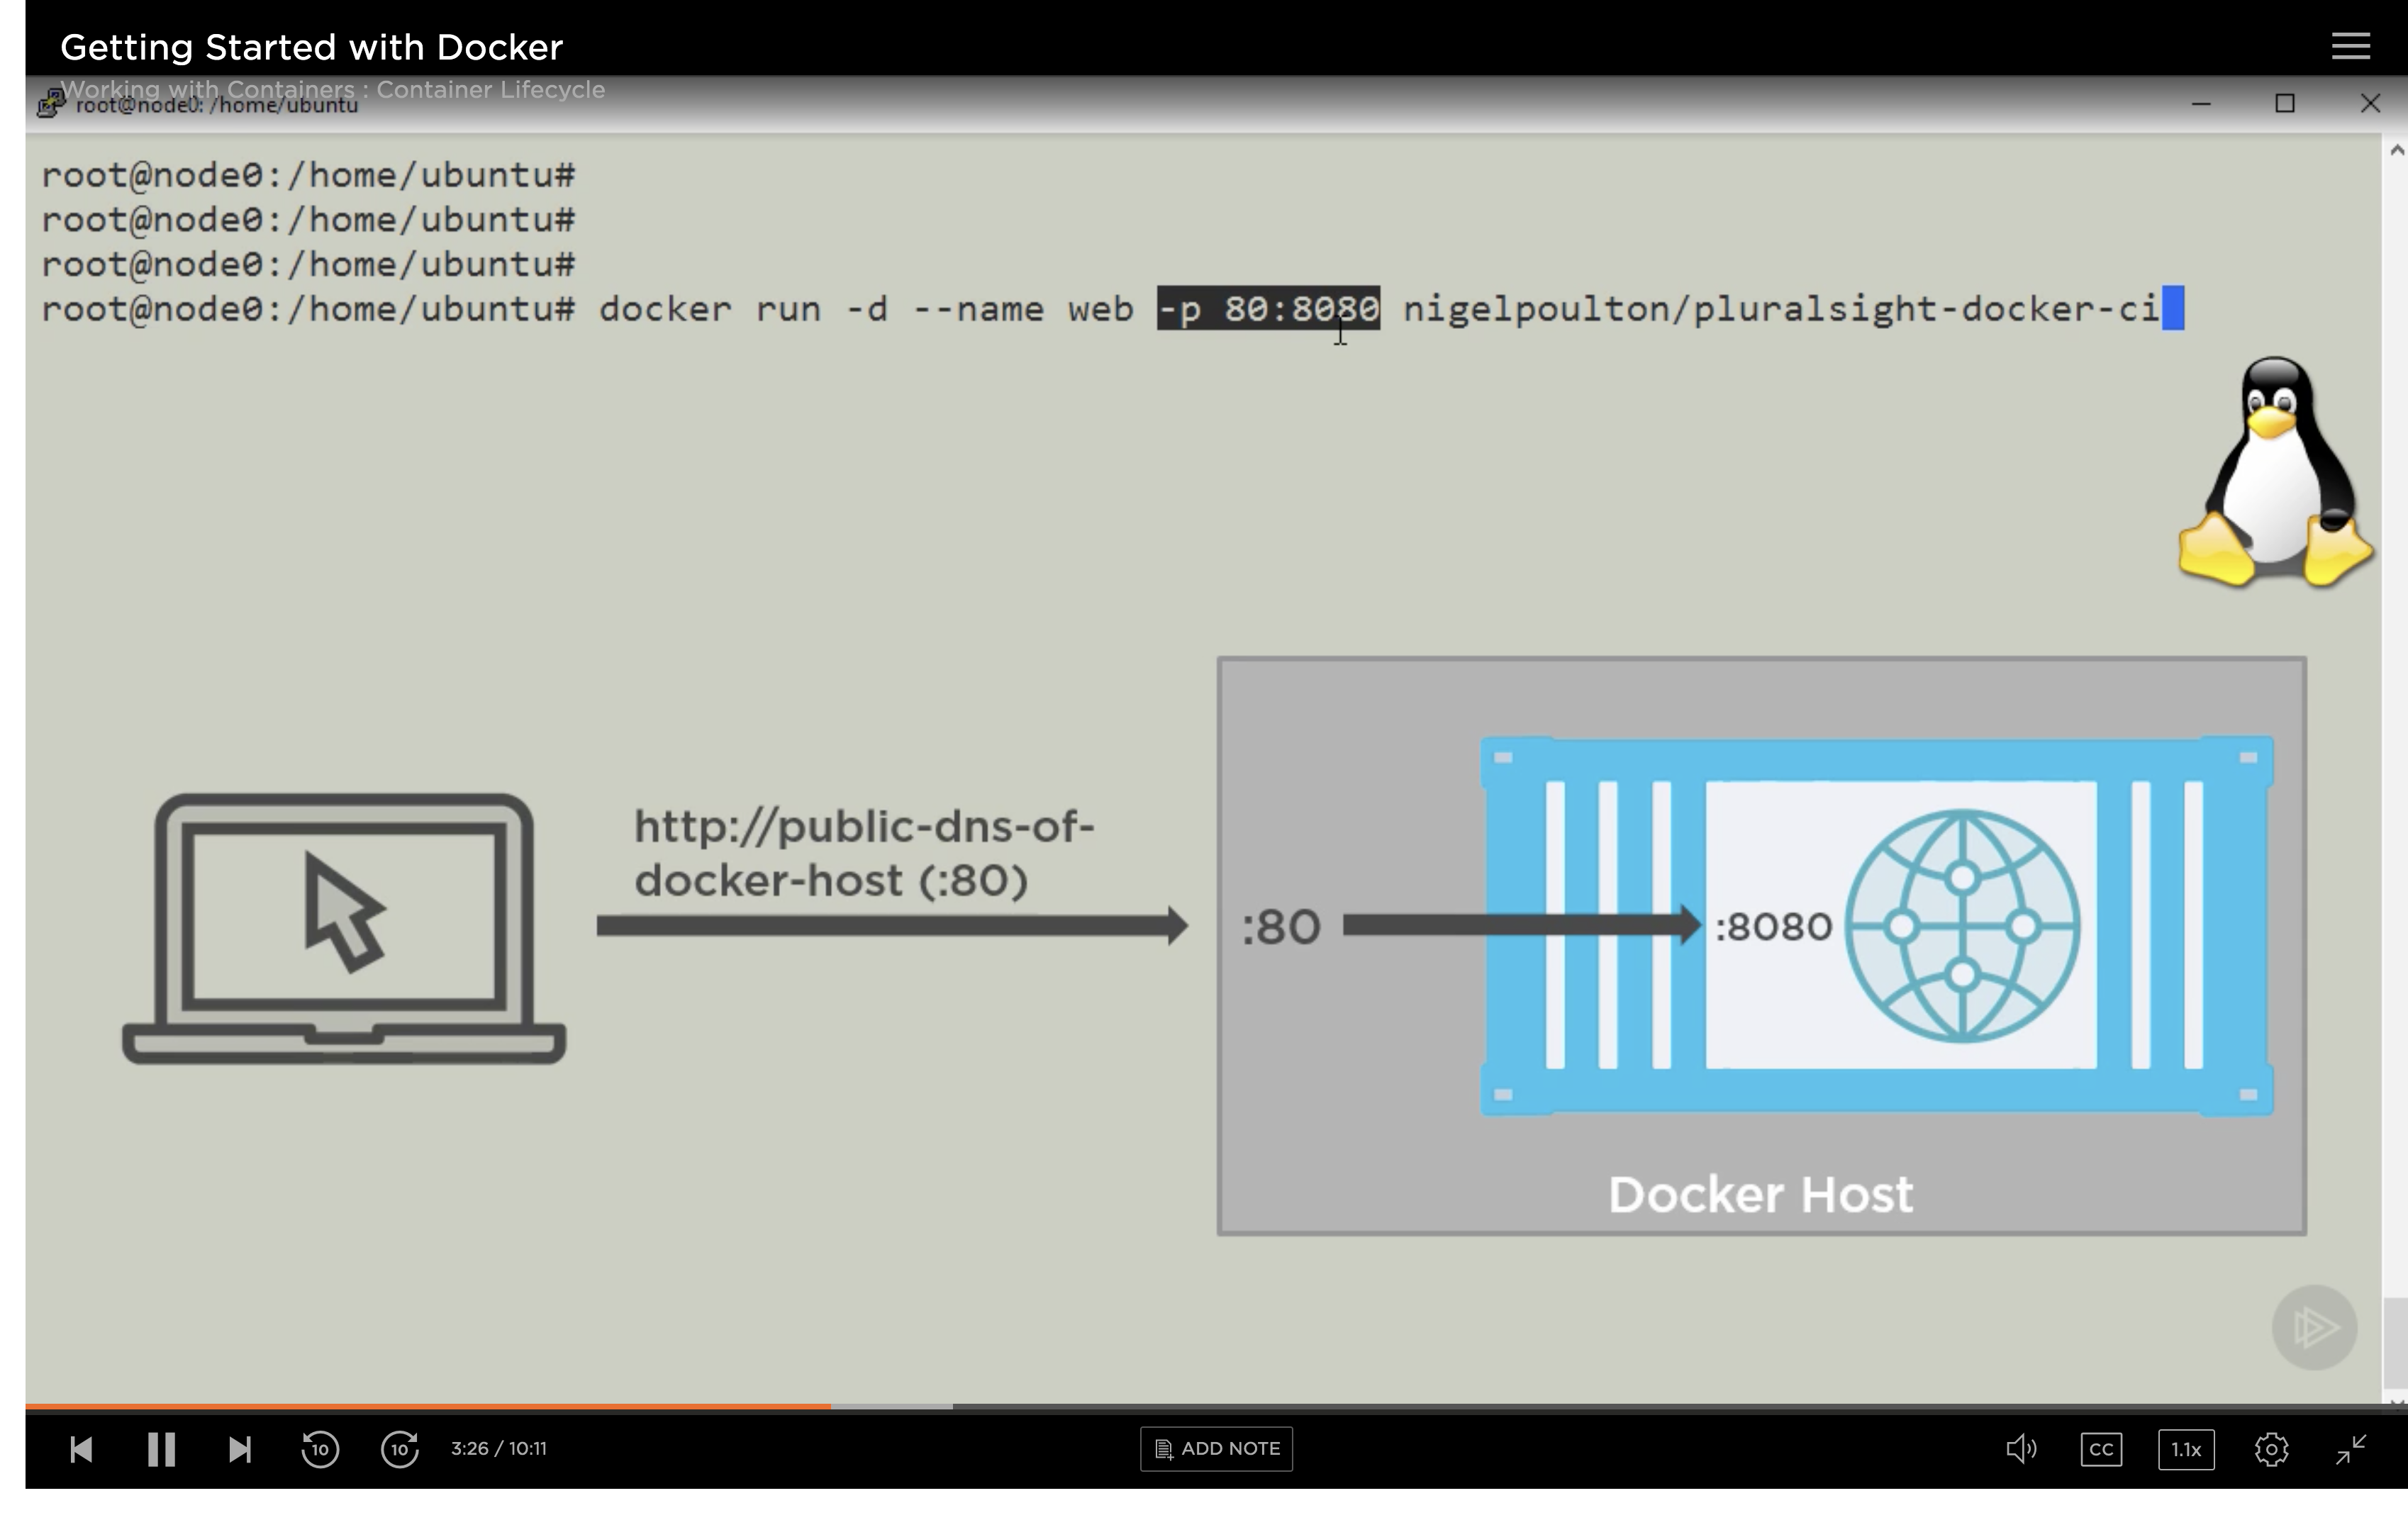 Getting Started with Docker
Working with Containers : Container Lifecycle
root@node0: /home/ubuntu
root@node0:/home/ubuntu#
root@node0:/home/ubuntu#
root@node0:/home/ubuntu#
root@node0:/home/ubuntu# docker run -d --name web -p 80:8080 nigelpoulton/pluralsight-docker-ci
http://public-dns-of-
docker-host (:80)
:80
:8080
Docker Host
10
10
3:26 / 10:11
ADD NOTE
CC
1.1x